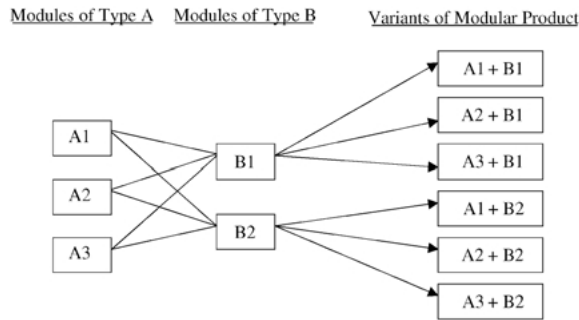 Modules of Type A
Modules of Type B
Variants of Modular Product
A1
A2
A3
B1
B2
A1 + B1
A2 + B1
A3 + B1
A1 + B2
A2 + B2
A3 + B2